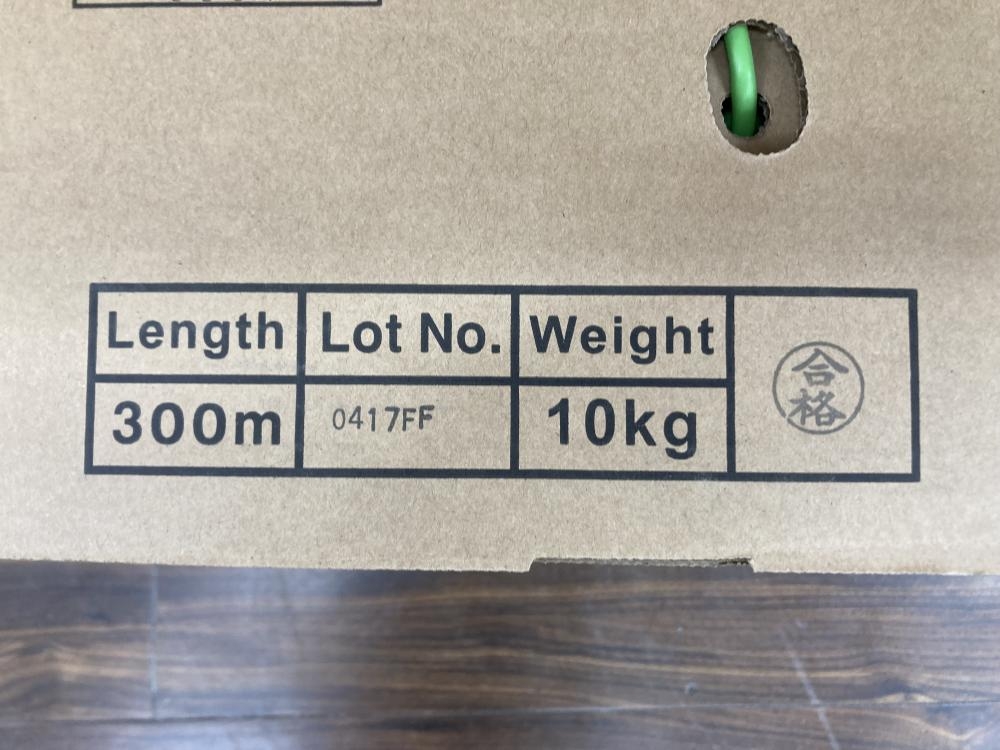 Length Lot No. Weight
300m 0417FF 10kg
合格